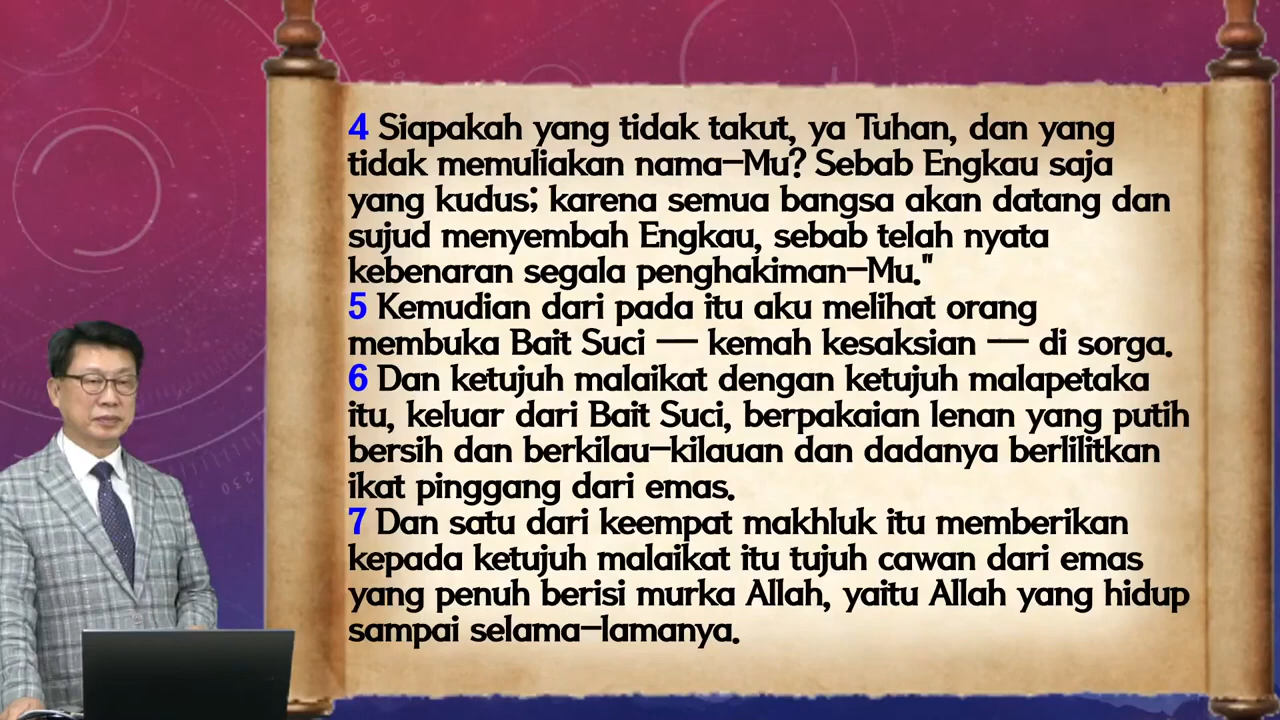 4 Siapakah yang tidak takut, ya Tuhan, dan yang
tidak memuliakan nama-Mu? Sebab Engkau saja
yang kudus; karena semua bangsa akan datang dan
sujud menyembah Engkau, sebab telah nyata
kebenaran segala penghakiman-Mu."
5 Kemudian dari pada itu aku melihat orang
membuka Bait Suci — kemah kesaksian — di sorga.
6 Dan ketujuh malaikat dengan ketujuh malapetaka
itu, keluar dari Bait Suci, berpakaian lenan yang putih
bersih dan berkilau-kilauan dan dadanya berlilitkan
ikat pinggang dari emas.
7 Dan satu dari keempat makhluk itu memberikan
kepada ketujuh malaikat itu tujuh cawan dari emas
yang penuh berisi murka Allah, yaitu Allah yang hidup
sampai selama-lamanya.